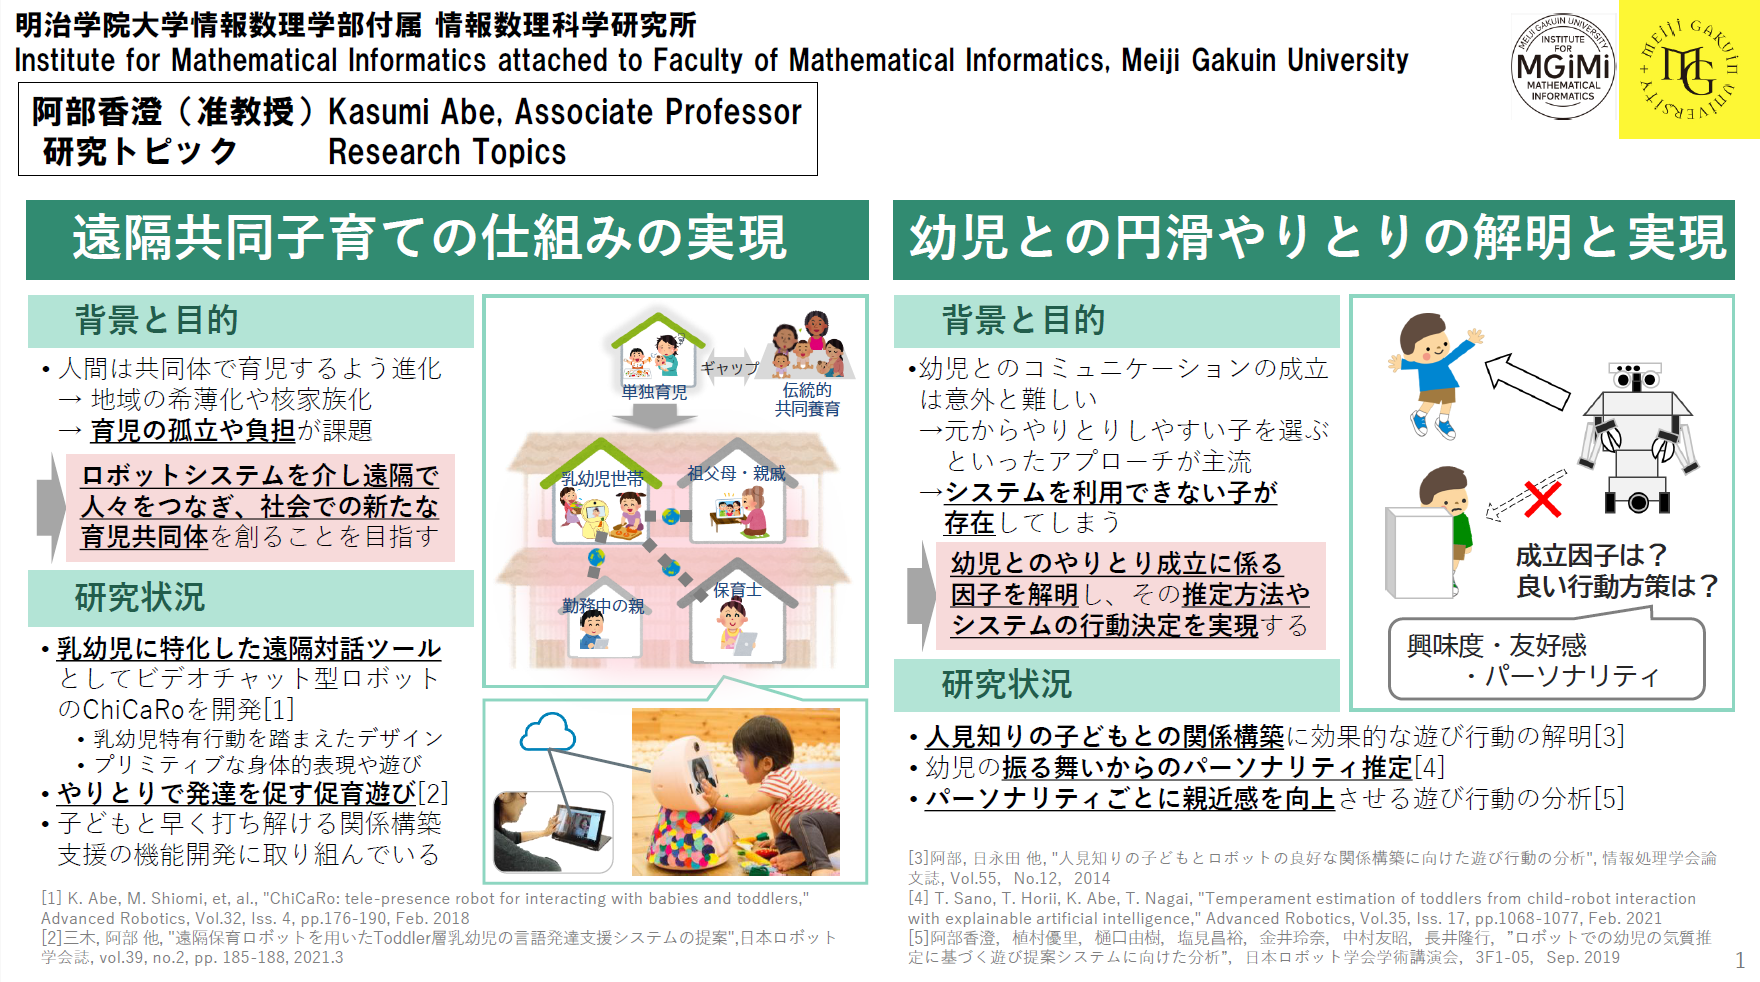 明治学院大学情報数理学部付属 情報数理科学研究所
Institute for Mathematical Informatics attached to Faculty of Mathematical Informatics, Meiji Gakuin University
MEIJI GAKUIN UNIVERSITY
INSTITUTE
FOR
MGiMi
MATHEMATICAL
INFORMATICS
MEIJI GAKUIN UNIVERSITY
MG
阿部香澄（准教授）Kasumi Abe, Associate Professor
研究トピック Research Topics
遠隔共同子育ての仕組みの実現
背景と目的
• 人間は共同体で育児するよう進化
→ 地域の希薄化や核家族化
→ 育児の孤立や負担が課題
ロボットシステムを介し遠隔で
人々をつなぎ、社会での新たな
育児共同体を創ることを目指す
研究状況
• 乳幼児に特化した遠隔対話ツール
としてビデオチャット型ロボット
のChiCaRoを開発[1]
• 乳幼児特有行動を踏まえたデザイン
• プリミティブな身体的表現や遊び
• やりとりで発達を促す促育遊び[2]
• 子どもと早く打ち解ける関係構築
支援の機能開発に取り組んでいる
単独育児
ギャップ
伝統的
共同養育
乳幼児世帯
祖父母・親戚
勤務中の親
保育士
[1] K. Abe, M. Shiomi, et, al., "ChiCaRo: tele-presence robot for interacting with babies and toddlers,"
Advanced Robotics, Vol.32, Iss. 4, pp.176-190, Feb. 2018
[2]三木, 阿部 他, "遠隔保育ロボットを用いたToddler層乳幼児の言語発達支援システムの提案",日本ロボット
学会誌, vol.39, no.2, pp. 185-188, 2021.3
幼児との円滑やりとりの解明と実現
背景と目的
•幼児とのコミュニケーションの成立
は意外と難しい
→元からやりとりしやすい子を選ぶ
といったアプローチが主流
→システムを利用できない子が
存在してしまう
幼児とのやりとり成立に係る
因子を解明し、その推定方法や
システムの行動決定を実現する
研究状況
成立因子は？
良い行動方策は？
興味度・友好感
・パーソナリティ
• 人見知りの子どもとの関係構築に効果的な遊び行動の解明[3]
• 幼児の振る舞いからのパーソナリティ推定[4]
• パーソナリティごとに親近感を向上させる遊び行動の分析[5]
[3]阿部, 日永田 他, "人見知りの子どもとロボットの良好な関係構築に向けた遊び行動の分析", 情報処理学会論
文誌, Vol.55, No.12, 2014
[4] T. Sano, T. Horii, K. Abe, T. Nagai, "Temperament estimation of toddlers from child-robot interaction
with explainable artificial intelligence," Advanced Robotics, Vol.35, Iss. 17, pp.1068-1077, Feb. 2021
[5]阿部香澄, 植村優里, 樋口由樹, 塩見昌裕, 金井玲奈, 中村友昭, 長井隆行, ”ロボットでの幼児の気質推
定に基づく遊び提案システムに向けた分析”, 日本ロボット学会学術講演会, 3F1-05, Sep. 2019
1